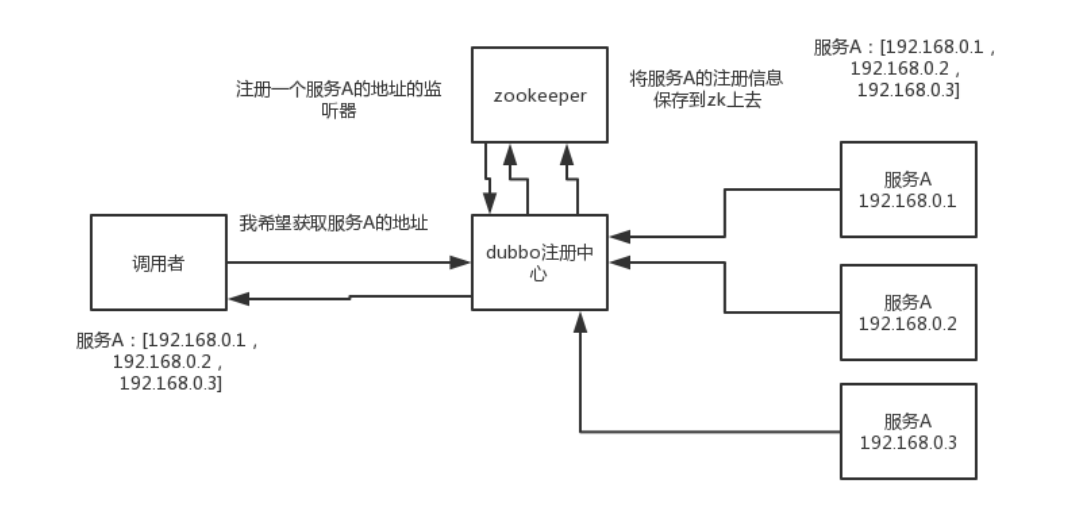 服务A：[192.168.0.1，
192.168.0.2，
192.168.0.3]
注册一个服务A的地址的监
听器
zookeeper
将服务A的注册信息
保存到zk上去
服务A
192.168.0.1
我希望获取服务A的地址
调用者
dubbo注册中
心
服务A
192.168.0.2
服务A：[192.168.0.1，
192.168.0.2，
192.168.0.3]
服务A
192.168.0.3